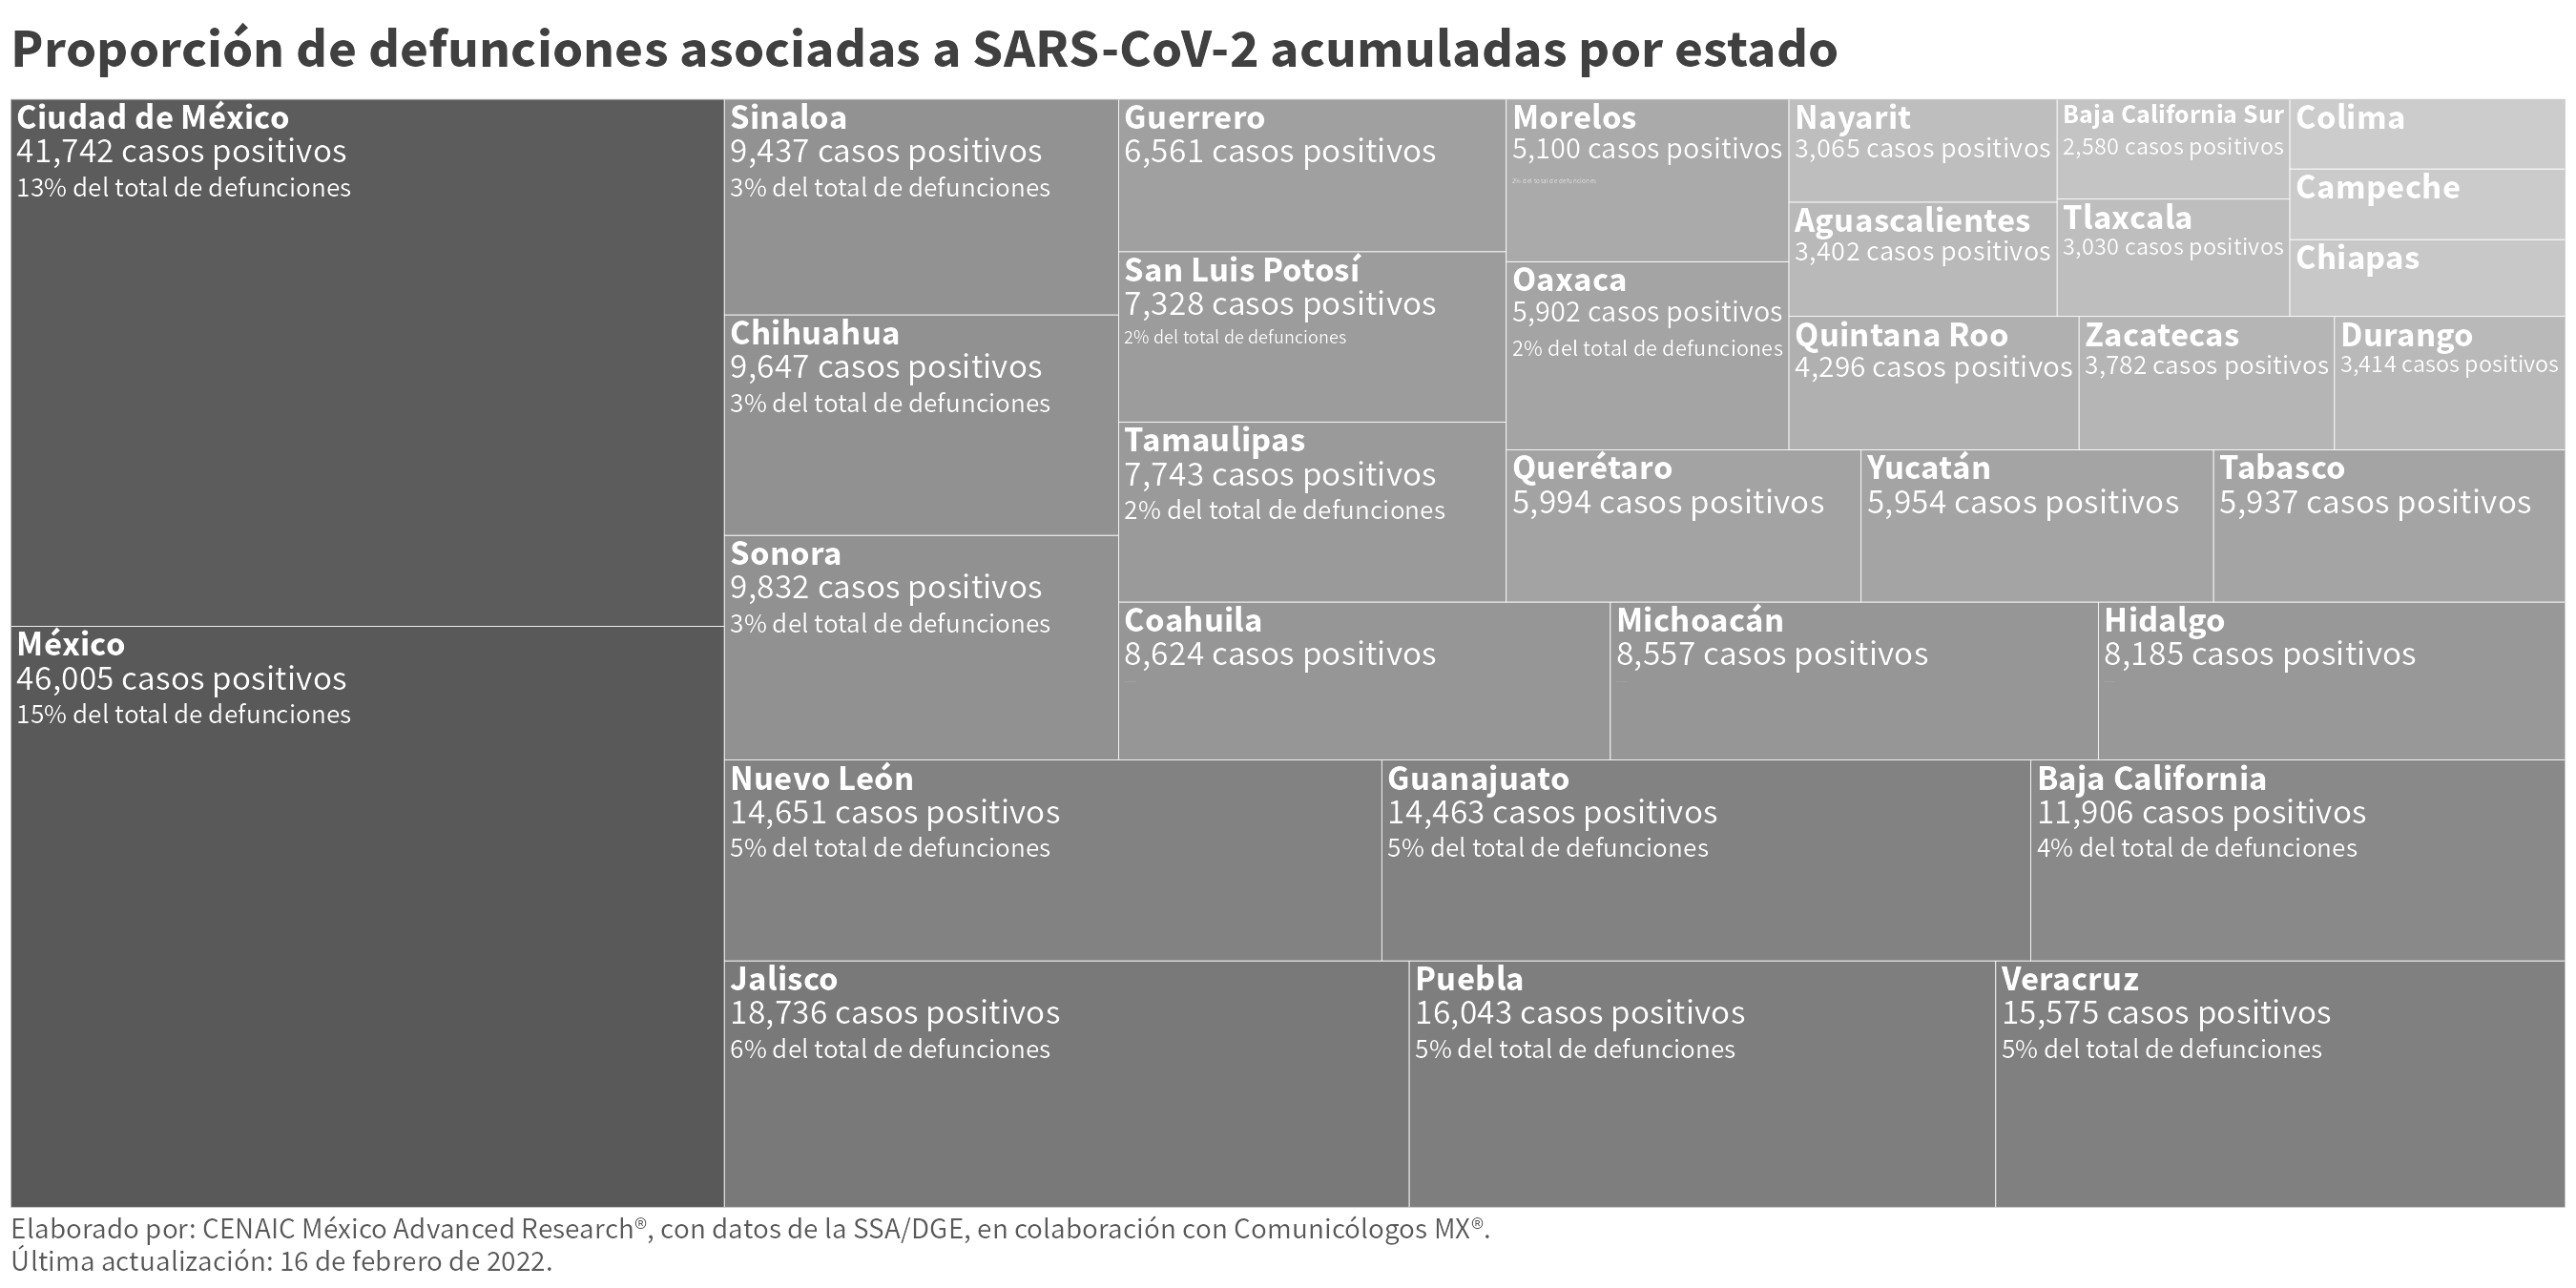 Proporción de defunciones asociadas a SARS-CoV-2 acumuladas por estado
Ciudad de México
41,742 casos positivos
13% del total de defunciones
México
46,005 casos positivos
15% del total de defunciones
Sinaloa
9,437 casos positivos
3% del total de defunciones
Chihuahua
9,647 casos positivos
3% del total de defunciones
Sonora
9,832 casos positivos
3% del total de defunciones
Guerrero
6,561 casos positivos
San Luis Potosí
7,328 casos positivos
2% del total de defunciones
Tamaulipas
7,743 casos positivos
2% del total de defunciones
Morelos
5,100 casos positivos
2% del total de defunciones
Oaxaca
5,902 casos positivos
2% del total de defunciones
Nayarit
3,065 casos positivos
Aguascalientes
3,402 casos positivos
Baja California Sur
2,580 casos positivos
Tlaxcala
3,030 casos positivos
Colima
Campeche
Chiapas
Quintana Roo
4,296 casos positivos
Zacatecas
3,782 casos positivos
Durango
3,414 casos positivos
Querétaro
5,994 casos positivos
Yucatán
5,954 casos positivos
Tabasco
5,937 casos positivos
Coahuila
8,624 casos positivos
Michoacán
8,557 casos positivos
Hidalgo
8,185 casos positivos
Nuevo León
14,651 casos positivos
5% del total de defunciones
Guanajuato
14,463 casos positivos
5% del total de defunciones
Baja California
11,906 casos positivos
4% del total de defunciones
Jalisco
18,736 casos positivos
6% del total de defunciones
Puebla
16,043 casos positivos
5% del total de defunciones
Veracruz
15,575 casos positivos
5% del total de defunciones
Elaborado por: CENAIC México Advanced Research®, con datos de la SSA/DGE, en colaboración con Comunicólogos MX®.
Última actualización: 16 de febrero de 2022.